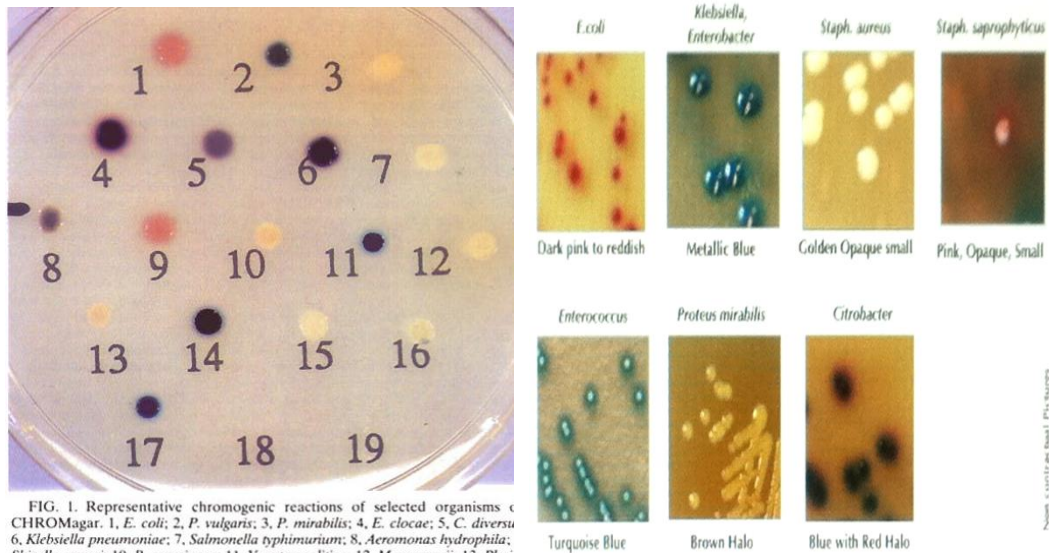 1
2
3
4
5
6
7
8
9
10
11
12
13
14
15
16
17
18
19
FIG. 1. Representative chromogenic reactions of selected organisms
CHROMagar. 1, E. coli; 2, P. vulgaris; 3, P. mirabilis; 4, E. clocae; 5, C. diversu
6, Klebsiella pneumoniae; 7, Salmonella typhimurium; 8, Aeromonas hydrophila;
E.coli
Klebsiella,
Enterobacter
Staph. aureus
Staph. saprophyticus
Dark pink to reddish
Metallic Blue
Golden Opaque small
Pink, Opaque, Small
Enterococcus
Proteus mirabilis
Citrobacter
Turquoise Blue
Brown Halo
Blue with Red Halo